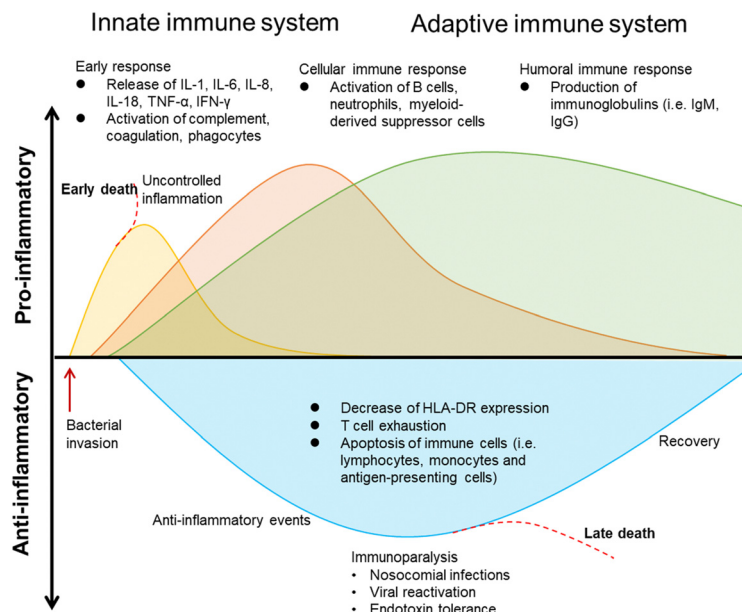 Innate immune system
Adaptive immune system
Early response
● Release of IL-1, IL-6, IL-8,
IL-18, TNF-α, IFN-γ
● Activation of complement,
coagulation, phagocytes
Cellular immune response
● Activation of B cells,
neutrophils, myeloid-
derived suppressor cells
Humoral immune response
● Production of
immunoglobulins (i.e. IgM,
IgG)
Pro-inflammatory
Early death
Uncontrolled
inflammation
Anti-inflammatory
Bacterial
invasion
● Decrease of HLA-DR expression
● T cell exhaustion
● Apoptosis of immune cells (i.e.
lymphocytes, monocytes and
antigen-presenting cells)
Recovery
Anti-inflammatory events
Late death
Immunoparalysis
• Nosocomial infections
• Viral reactivation
• Endotoxin tolerance